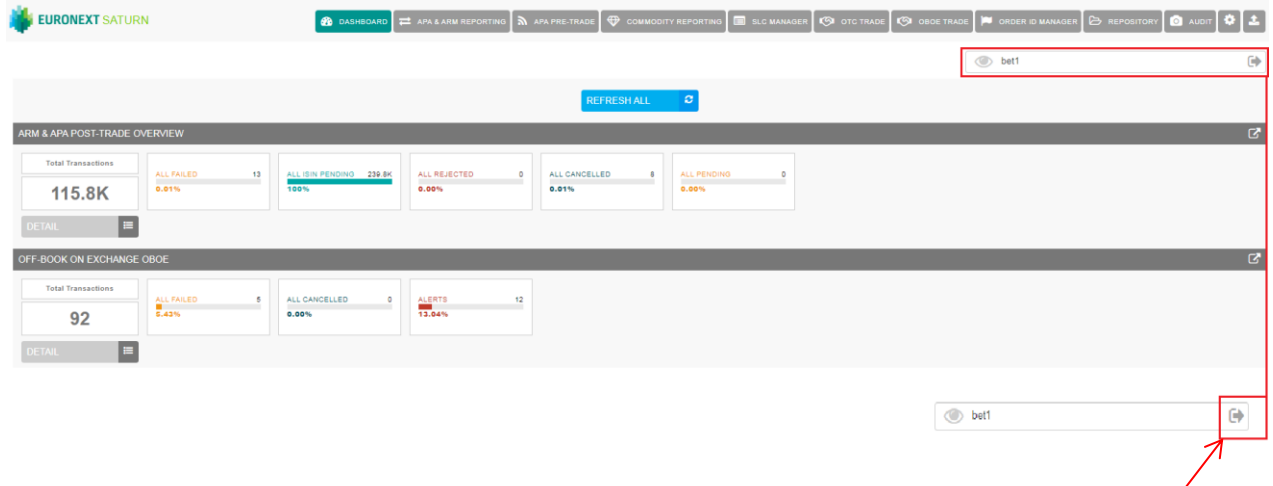 EURONEXT SATURN
DASHBOARD APA & ARM REPORTING APA PRE-TRADE COMMODITY REPORTING SLC MANAGER OTC TRADE OBOE TRADE ORDER ID MANAGER REPOSITORY AUDIT
bet1
REFRESH ALL
ARM & APA POST-TRADE OVERVIEW
Total Transactions
115.8K
DETAIL
ALL FAILED 13
0.01%
ALL ISIN PENDING 239.8K
100%
ALL REJECTED 0
0.00%
ALL CANCELLED 8
0.01%
ALL PENDING 0
0.00%
OFF-BOOK ON EXCHANGE OBOE
Total Transactions
92
DETAIL
ALL FAILED 5
5.43%
ALL CANCELLED 0
0.00%
ALERTS 12
13.04%
bet1